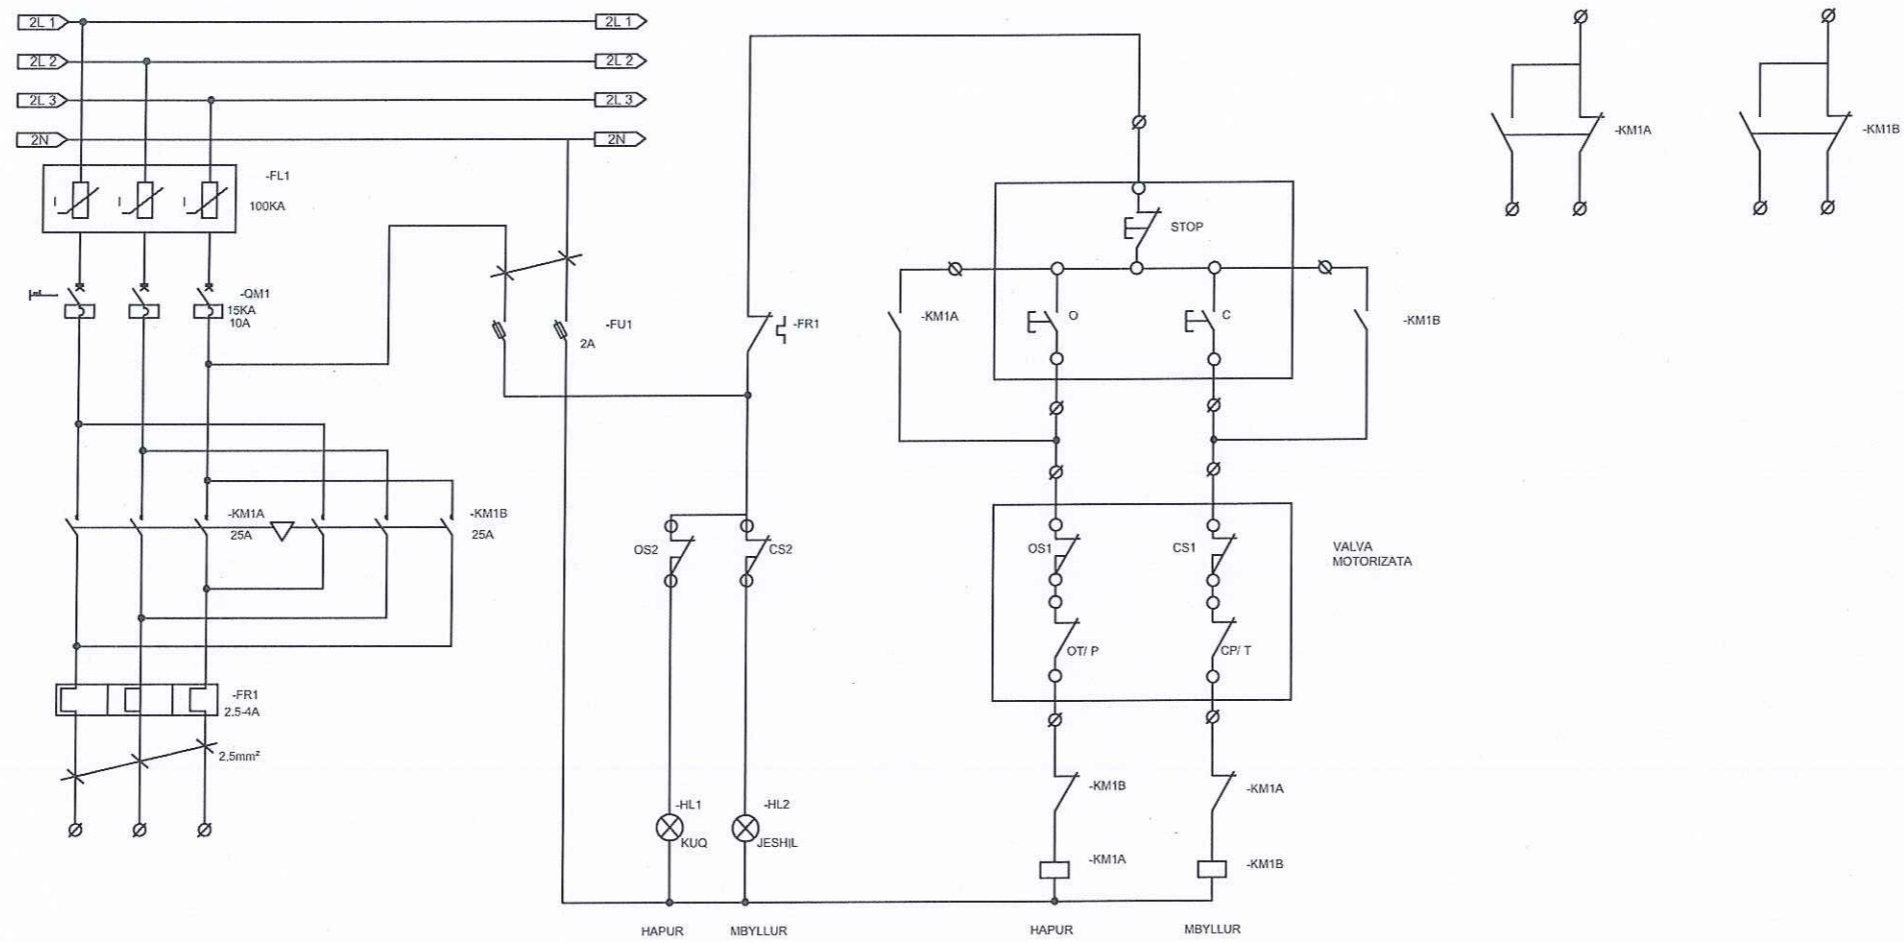 2L 1
2L 1
2L 2
2L 2
2L 3
2L 3
2N
2N
-FL1
100KA
-QM1
15KA
10A
-FU1
2A
-FR1
-KM1A
25A
-KM1B
25A
-FR1
2.5-4A
2.5mm²
OS2
CS2
-HL1
KUQ
-HL2
JESHIL
HAPUR
MBYLLUR
STOP
-KM1A
O
C
-KM1B
OS1
CS1
VALVA
MOTORIZATA
OT/ P
CP/ T
-KM1B
-KM1A
-KM1A
-KM1B
HAPUR
MBYLLUR
-KM1A
-KM1B